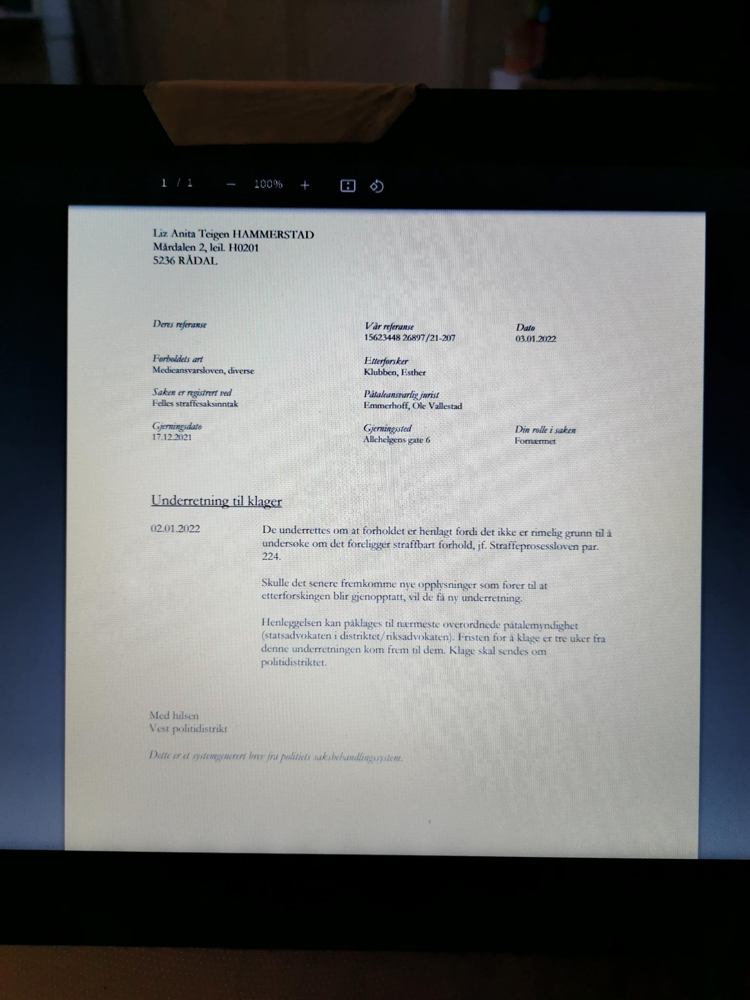 1 / 1 − 100% +
Liz Anita Teigen HAMMERSTAD
Mårdalen 2, leil. H0201
5236 RÅDAL
Deres referanse
Vår referanse
Dato
15623448 26897/21-207
03.01.2022
Forholdets art
Etterforsker
Medieansvarsloven, diverse
Klubben, Esther
Saken er registrert ved
Påtaleansvarlig jurist
Felles straffesaksinntak
Emmerhoff, Ole Vallestad
Gjerningsdato
Gjerningssted
Din rolle i saken
17.12.2021
Allehelgens gate 6
Fornærmet
Underretning til klager
02.01.2022
De underrettes om at forholdet er henlagt fordi det ikke er rimelig grunn til å
undersøke om det foreligger straffbart forhold, jf. Straffeprosessloven par.
224.
Skulle det senere fremkomme nye opplysninger som fører til at
etterforskingen blir gjenopptatt, vil de få ny underretning.
Henleggelsen kan påklages til nærmeste overordnede påtalemyndighet
(statsadvokaten i distriktet/riksadvokaten). Fristen for å klage er tre uker fra
denne underretningen kom frem til dem. Klage skal sendes om
politidistriktet.
Med hilsen
Vest politidistrikt
Dette er et systemgenerert brev fra politiets saksbehandlingssystem.